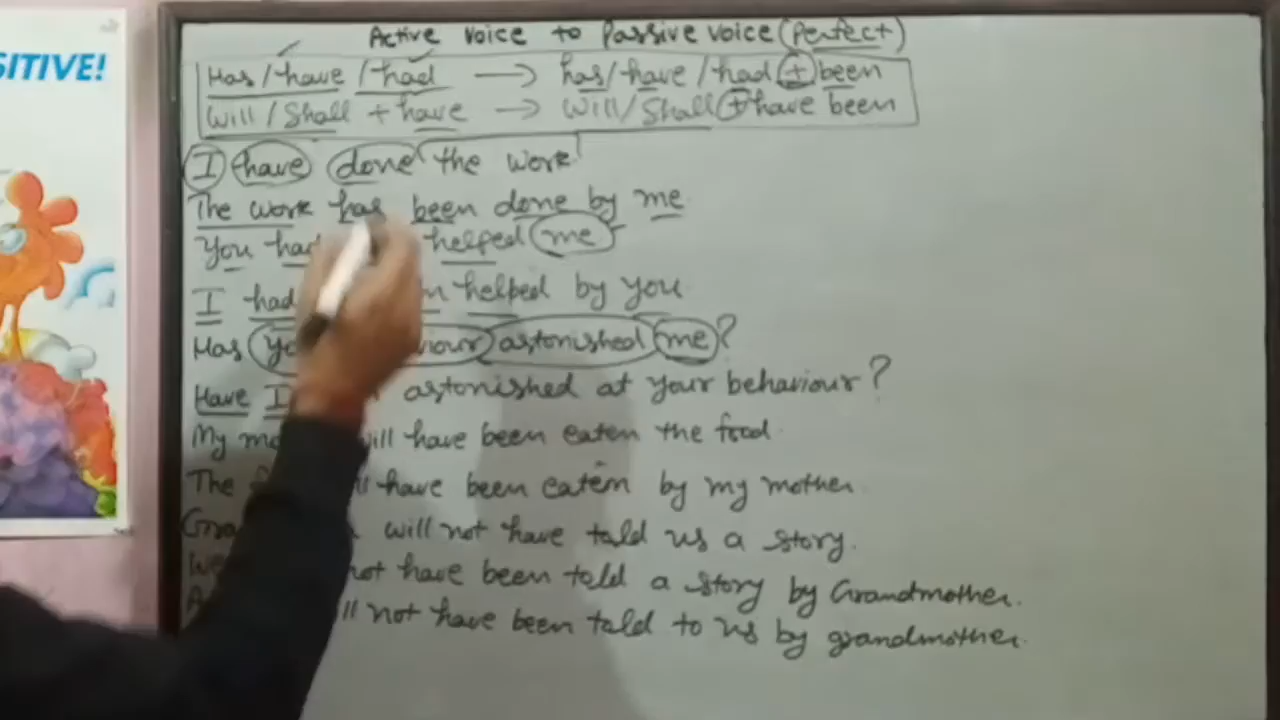 SITIVE!
Active voice to Passive voice (Perfect)
Has/have/had → has/have/had + been
Will/Shall + have → Will/Shall + have been
I have done the work
The work has been done by me
You had helped me
I had helped by you
Has astonished me?
Have I astonished at your behaviour?
My will have been eaten the food.
The have been eaten by my mother.
will not have told us a story.
not have been told a story by Grandmother.
not have been told to us by grandmother.